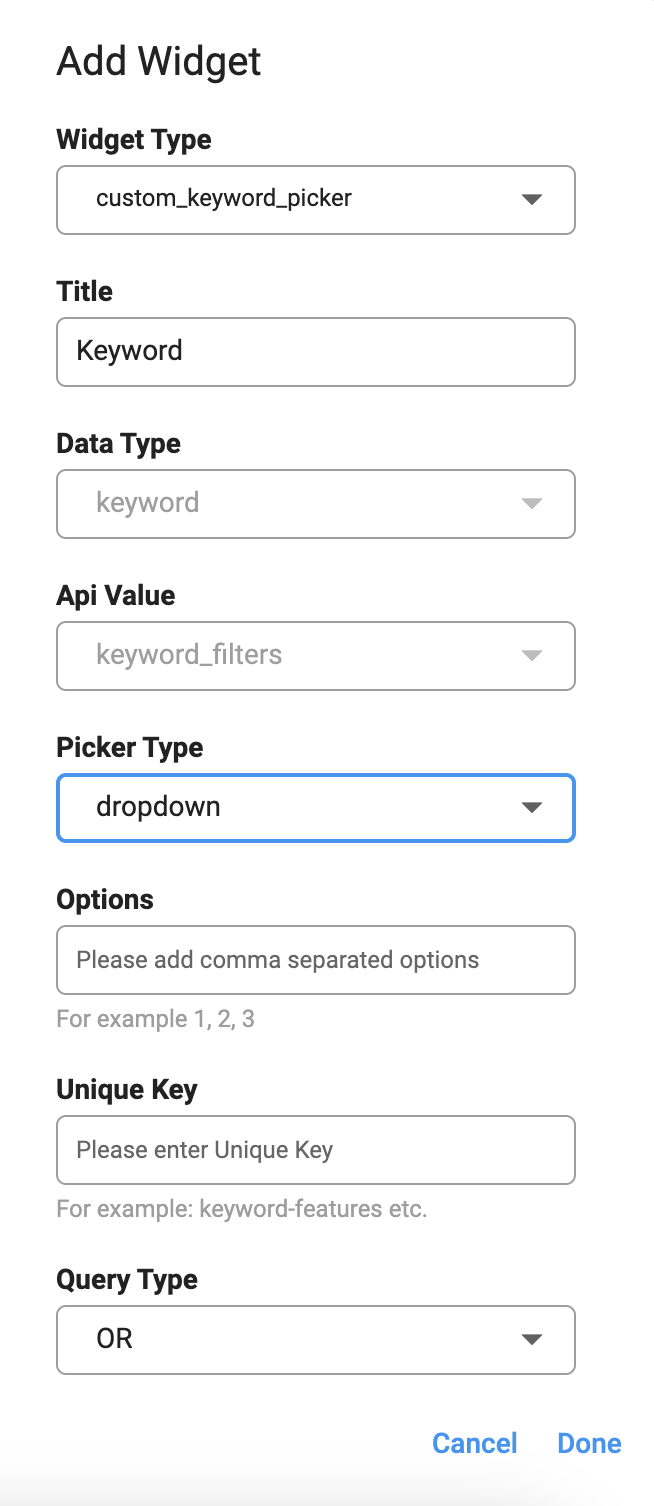 Add Widget
Widget Type
custom_keyword_picker
Title
Keyword
Data Type
keyword
Api Value
keyword_filters
Picker Type
dropdown
Options
Please add comma separated options
For example 1, 2, 3
Unique Key
Please enter Unique Key
For example: keyword-features etc.
Query Type
OR
Cancel Done